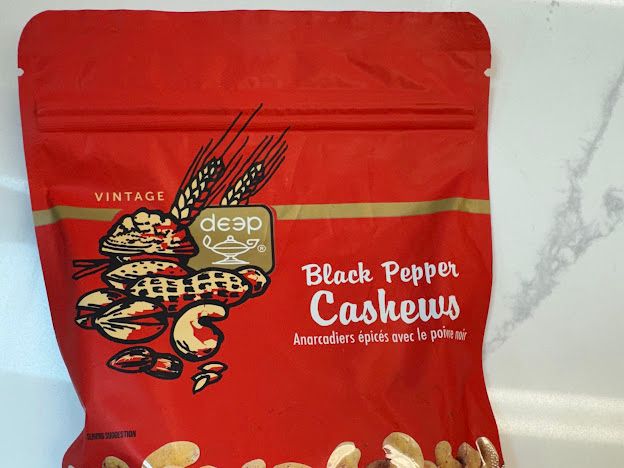 VINTAGE
deep
®
Black Pepper
Cashews
Anarcadiers épicés avec le poivre noir
SERVING SUGGESTION